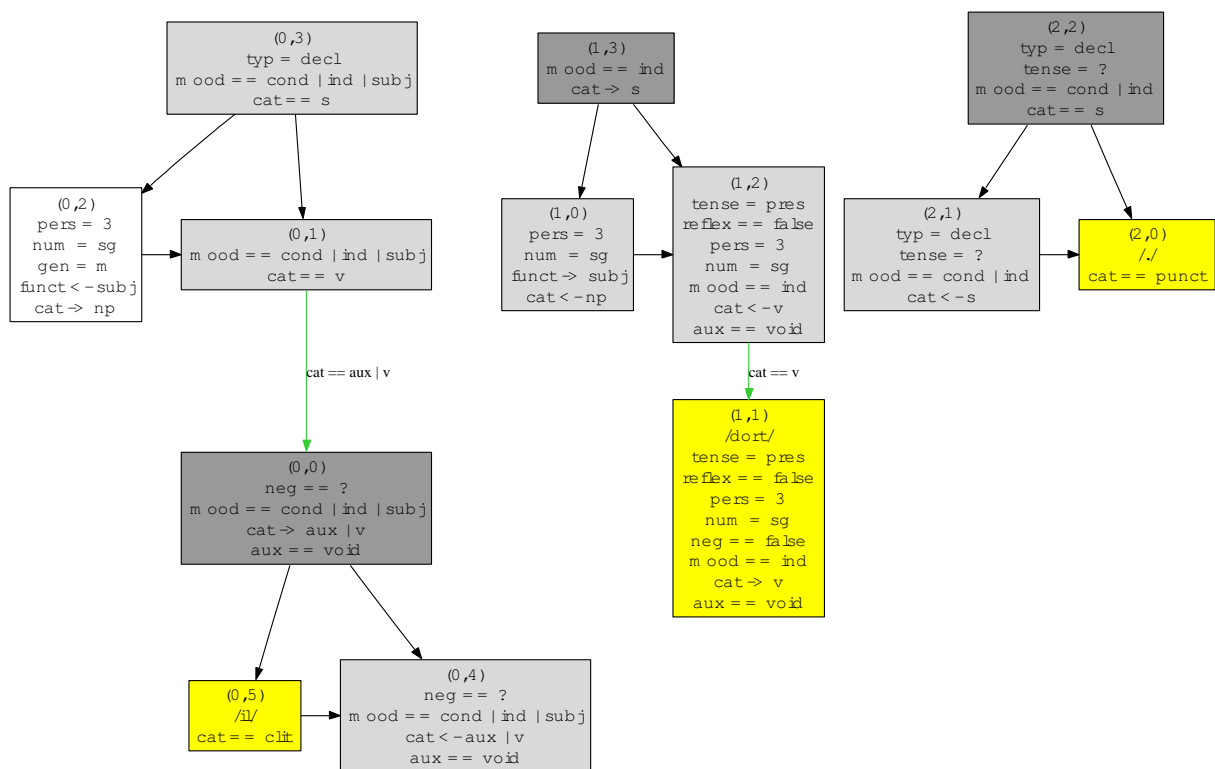 (0,3)
typ = decl
mood == cond | ind | subj
cat == s
(0,2)
pers = 3
num = sg
gen = m
funct <- subj
cat -> np
(0,1)
mood == cond | ind | subj
cat == v
cat == aux | v
(0,0)
neg == ?
mood == cond | ind | subj
cat -> aux | v
aux == void
(0,5)
/il/
cat == clit
(0,4)
neg == ?
mood == cond | ind | subj
cat <- aux | v
aux == void
(1,3)
mood == ind
cat -> s
(1,0)
pers = 3
num = sg
funct -> subj
cat <- np
(1,2)
tense = pres
reflex == false
pers = 3
num = sg
mood == ind
cat <- v
aux == void
cat == v
(1,1)
/dort/
tense = pres
reflex == false
pers = 3
num = sg
neg == false
mood == ind
cat -> v
aux == void
(2,2)
typ = decl
tense = ?
mood == cond | ind
cat == s
(2,1)
typ = decl
tense = ?
mood == cond | ind
cat <- s
(2,0)
/./
cat == punct